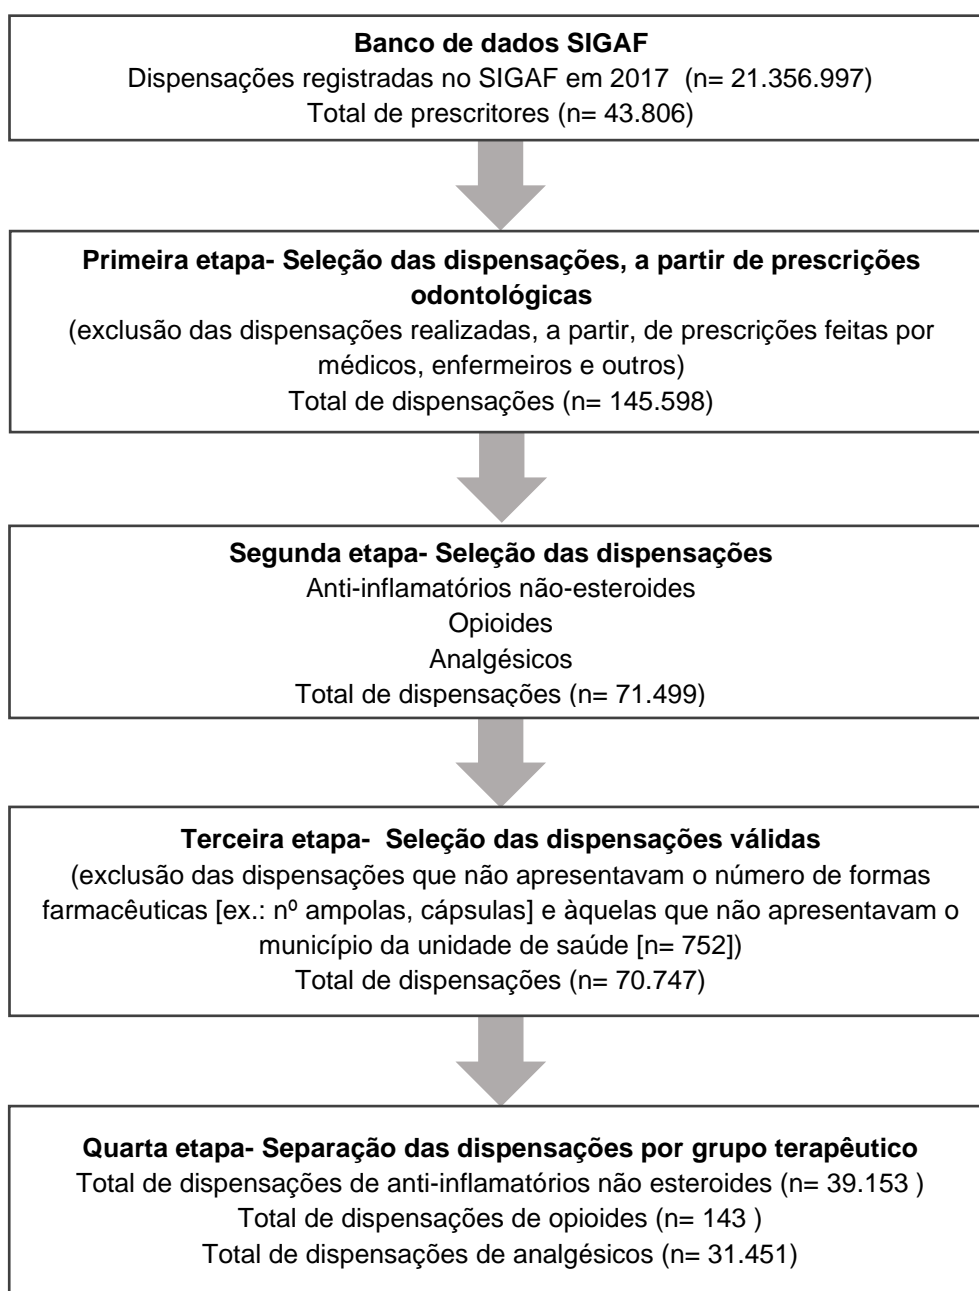 Banco de dados SIGAF
Dispensações registradas no SIGAF em 2017 (n= 21.356.997)
Total de prescritores (n= 43.806)
Primeira etapa- Seleção das dispensações, a partir de prescrições
odontológicas
(exclusão das dispensações realizadas, a partir, de prescrições feitas por
médicos, enfermeiros e outros)
Total de dispensações (n= 145.598)
Segunda etapa- Seleção das dispensações
Anti-inflamatórios não-esteroides
Opioides
Analgésicos
Total de dispensações (n= 71.499)
Terceira etapa- Seleção das dispensações válidas
(exclusão das dispensações que não apresentavam o número de formas
farmacêuticas [ex.: nº ampolas, cápsulas] e àquelas que não apresentavam o
município da unidade de saúde [n= 752])
Total de dispensações (n= 70.747)
Quarta etapa- Separação das dispensações por grupo terapêutico
Total de dispensações de anti-inflamatórios não esteroides (n= 39.153 )
Total de dispensações de opioides (n= 143 )
Total de dispensações de analgésicos (n= 31.451)